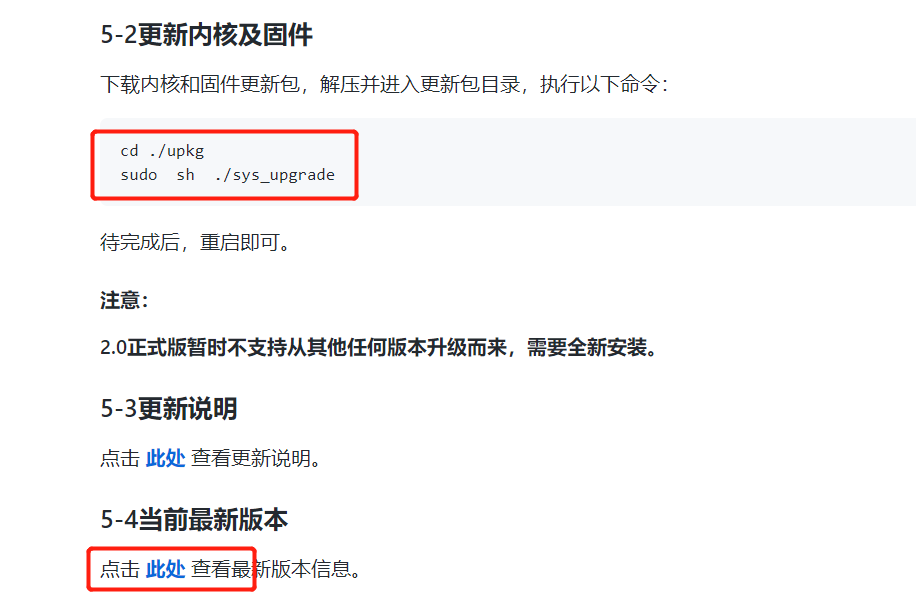 5-2更新内核及固件
下载内核和固件更新包，解压并进入更新包目录，执行以下命令：
cd ./upkg
sudo  sh  ./sys_upgrade
待完成后，重启即可。
注意：
2.0正式版暂时不支持从其他任何版本升级而来，需要全新安装。
5-3更新说明
点击 此处 查看更新说明。
5-4当前最新版本
点击 此处 查看最新版本信息。